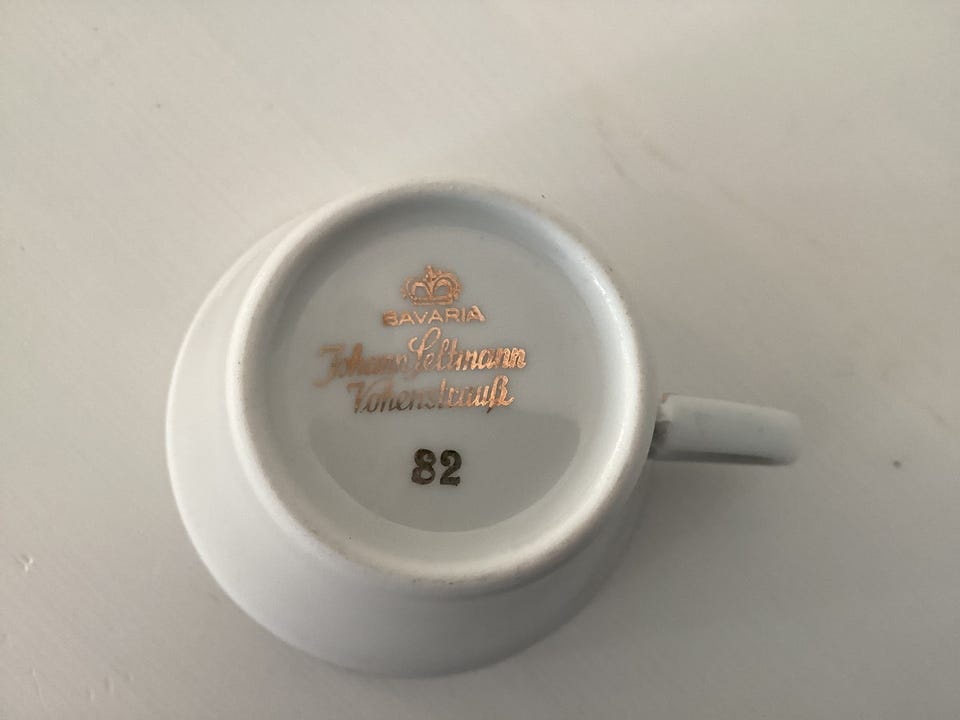 BAVARIA
Johann Seltmann
Vohenstrauß
82